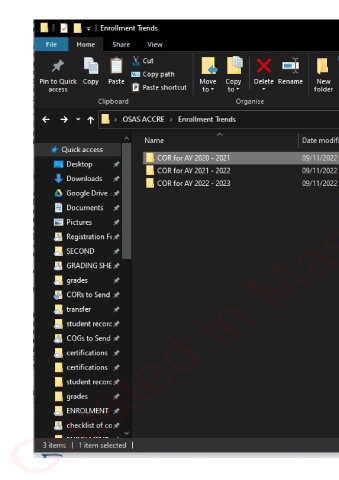 Enrollment Trends
File Home Share View
Pin to Quick access
Copy
Paste
Cut
Copy path
Paste shortcut
Move to
Copy to
Delete
Rename
New folder
Clipboard
Organise
OSAS ACCRE > Enrollment Trends
Name
Date modifi
Quick access
Desktop
Downloads
Google Drive
Documents
Pictures
Registration Fo
SECOND
GRADING SHE
grades
CORs to Send
transfer
student recorc
COGs to Send
certifications
certifications
student recorc
grades
ENROLMENT
checklist of co
COR for AY 2020 - 2021 09/11/2022
COR for AY 2021 - 2022 09/11/2022
COR for AY 2022 - 2023 09/11/2022
3 items 1 item selected